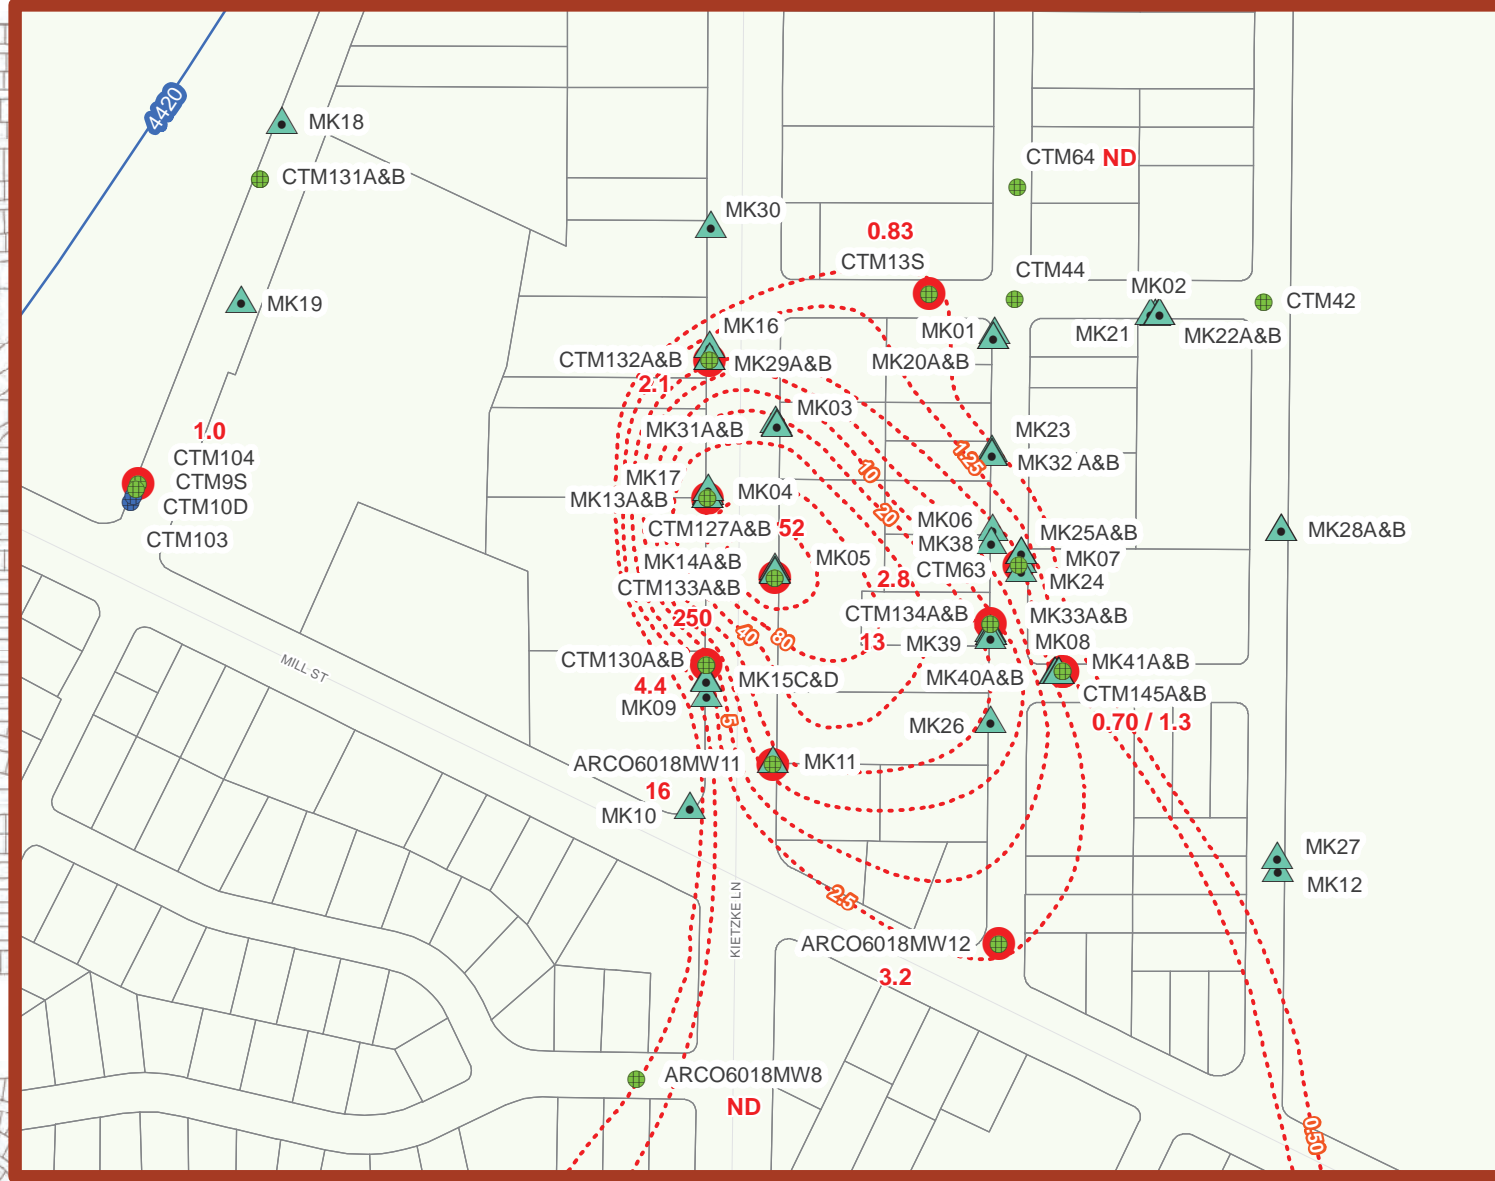 4420
MK18
CTM131A&B
CTM64 ND
MK30
0.83
CTM13S
CTM44
MK02
MK19
CTM42
MK16
MK01
MK21
MK22A&B
CTM132A&B
MK29A&B
MK20A&B
2.1
MK03
1.0
MK31A&B
MK23
CTM104
1.25
MK32 A&B
CTM9S
10
MK17
MK04
CTM10D
MK13A&B
20
MK06
CTM127A&B
52
MK25A&B
MK28A&B
CTM103
MK38
MK14A&B
MK05
MK07
CTM63
MK24
CTM133A&B
2.8
250
CTM134A&B
MK33A&B
40
80
13
MK39
MK08
CTM130A&B
MK41A&B
MILL ST
4.4
MK15C&D
MK40A&B
CTM145A&B
MK09
5
MK26
0.70 / 1.3
ARCO6018MW11
MK11
16
MK10
MK27
MK12
2.5
KIETZKE LN
ARCO6018MW12
3.2
ARCO6018MW8
ND
0.50